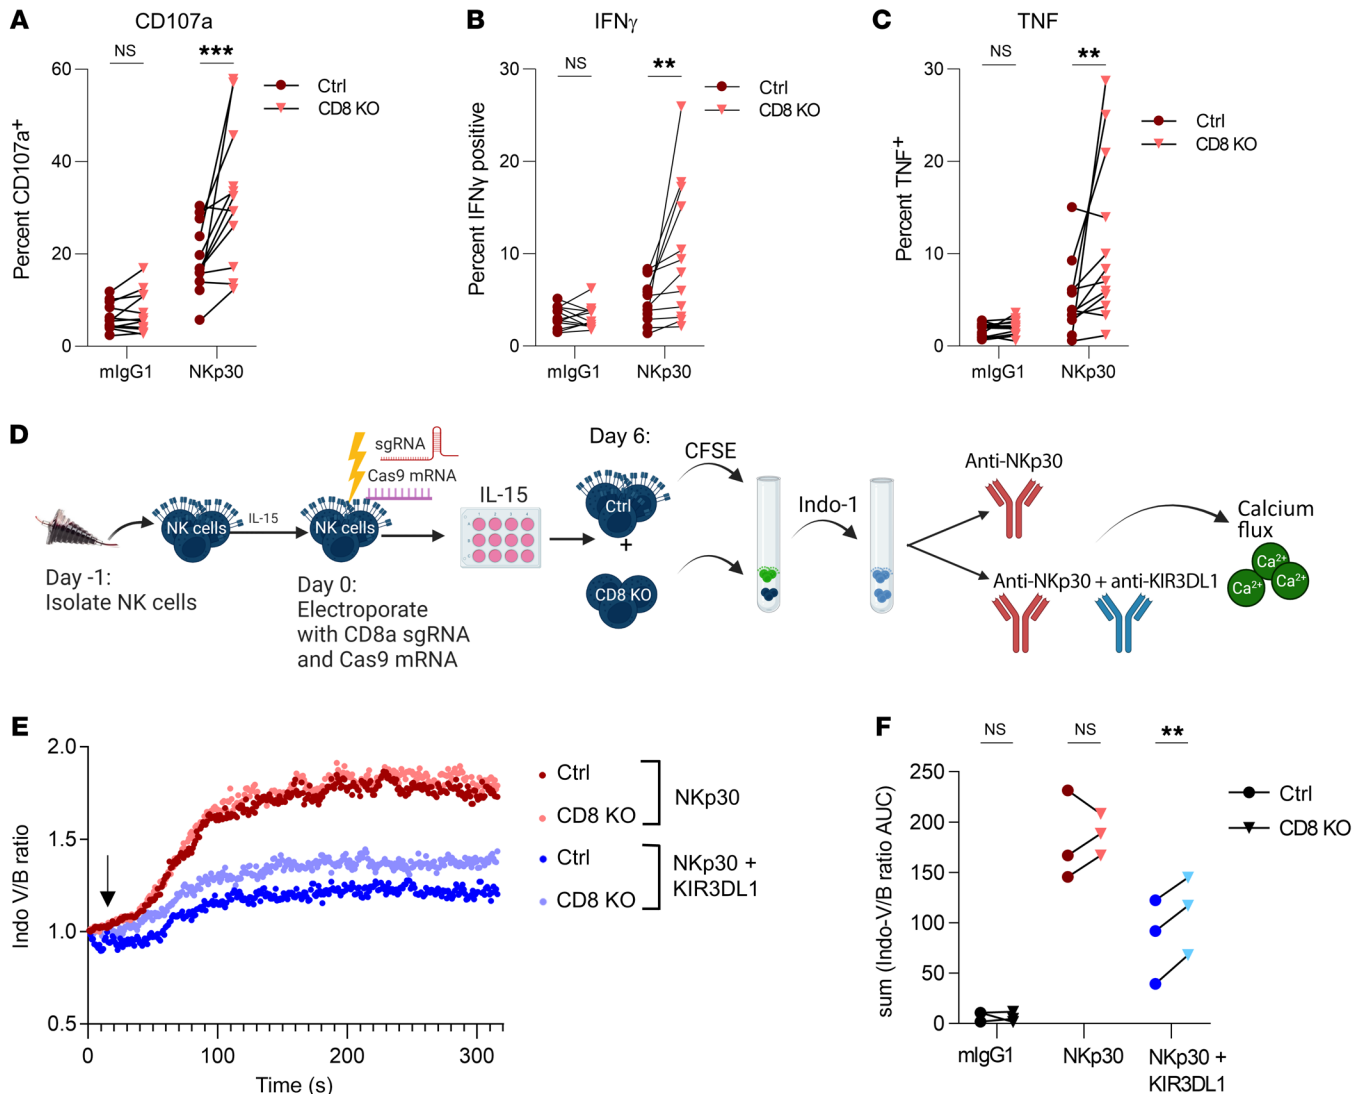 A
CD107a
NS
***
60
40
20
0
Percent CD107a+
mIgG1
NKp30
Ctrl
CD8 KO
B
IFNγ
NS
**
30
20
10
0
Percent IFNγ positive
mIgG1
NKp30
Ctrl
CD8 KO
C
TNF
NS
**
30
20
10
0
Percent TNF+
mIgG1
NKp30
Ctrl
CD8 KO
D
Day -1:
Isolate NK cells
NK cells
IL-15
sgRNA
Cas9 mRNA
NK cells
Day 0:
Electroporate
with CD8a sgRNA
and Cas9 mRNA
IL-15
Day 6:
Ctrl
+
CD8 KO
CFSE
Indo-1
Anti-NKp30
Anti-NKp30 + anti-KIR3DL1
Calcium
flux
Ca2+
Ca2+
Ca2+
E
2.0
1.5
1.0
0.5
Indo V/B ratio
0
100
200
300
Time (s)
Ctrl
CD8 KO
NKp30
Ctrl
CD8 KO
NKp30 +
KIR3DL1
F
NS
NS
**
250
200
150
100
50
0
sum (Indo-V/B ratio AUC)
mIgG1
NKp30
NKp30 +
KIR3DL1
Ctrl
CD8 KO